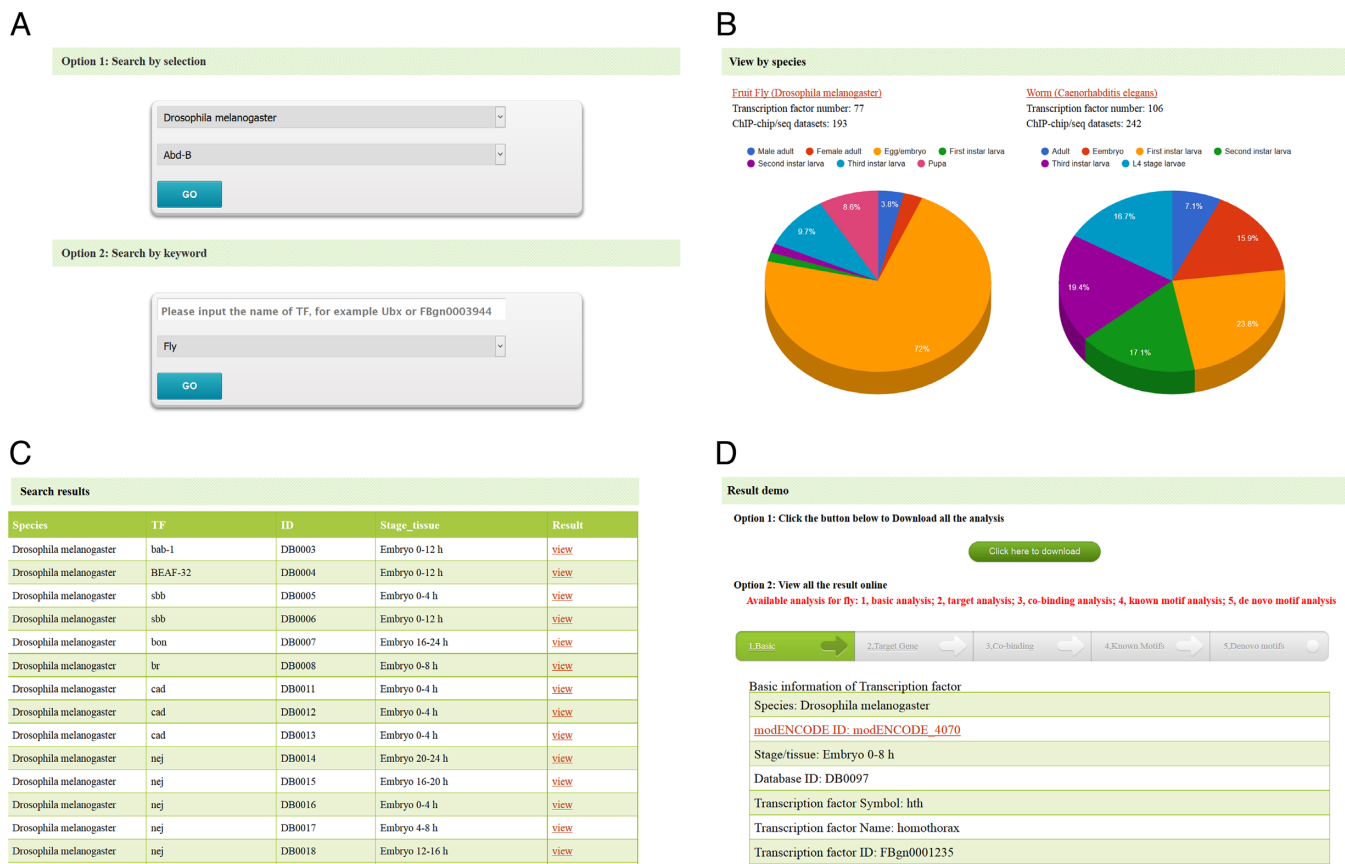 A
Option 1: Search by selection
Drosophila melanogaster
Abd-B
GO
Option 2: Search by keyword
Please input the name of TF, for example Ubx or FBgn0003944
Fly
GO
B
View by species
Fruit Fly (Drosophila melanogaster)
Transcription factor number: 77
ChIP-chip/seq datasets: 193
Male adult Female adult Egg/embryo First instar larva
Second instar larva Third instar larva Pupa
8.6% 3.8%
9.7%
72%
Worm (Caenorhabditis elegans)
Transcription factor number: 106
ChIP-chip/seq datasets: 242
Adult Eembryo First instar larva Second instar larva
Third instar larva L4 stage larvae
16.7% 7.1%
15.9%
19.4%
23.8%
17.1%
C
Search results
Species TF ID Stage_tissue Result
Drosophila melanogaster bab-1 DB0003 Embryo 0-12 h view
Drosophila melanogaster BEAF-32 DB0004 Embryo 0-12 h view
Drosophila melanogaster sbb DB0005 Embryo 0-4 h view
Drosophila melanogaster sbb DB0006 Embryo 0-12 h view
Drosophila melanogaster bon DB0007 Embryo 16-24 h view
Drosophila melanogaster br DB0008 Embryo 0-8 h view
Drosophila melanogaster cad DB0011 Embryo 0-4 h view
Drosophila melanogaster cad DB0012 Embryo 0-4 h view
Drosophila melanogaster cad DB0013 Embryo 0-4 h view
Drosophila melanogaster nej DB0014 Embryo 20-24 h view
Drosophila melanogaster nej DB0015 Embryo 16-20 h view
Drosophila melanogaster nej DB0016 Embryo 0-4 h view
Drosophila melanogaster nej DB0017 Embryo 4-8 h view
Drosophila melanogaster nej DB0018 Embryo 12-16 h view
D
Result demo
Option 1: Click the button below to Download all the analysis
Click here to download
Option 2: View all the result online
Available analysis for fly: 1, basic analysis; 2, target analysis; 3, co-binding analysis; 4, known motif analysis; 5, de novo motif analysis
1,Basic 2,Target Gene 3,Co-binding 4,Known Motifs 5,Denovo motifs
Basic information of Transcription factor
Species: Drosophila melanogaster
modENCODE ID: modENCODE_4070
Stage/tissue: Embryo 0-8 h
Database ID: DB0097
Transcription factor Symbol: hth
Transcription factor Name: homothorax
Transcription factor ID: FBgn0001235